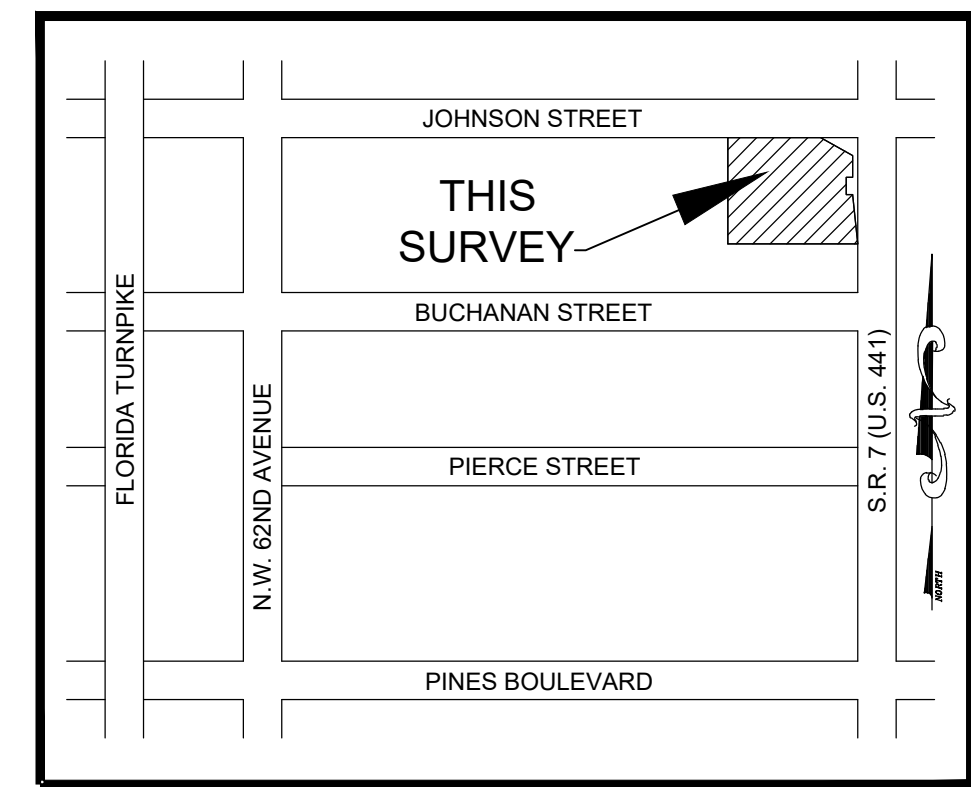 JOHNSON STREET
THIS
SURVEY
BUCHANAN STREET
FLORIDA TURNPIKE
N.W. 62ND AVENUE
S.R. 7 (U.S. 441)
PIERCE STREET
NORTH
PINES BOULEVARD